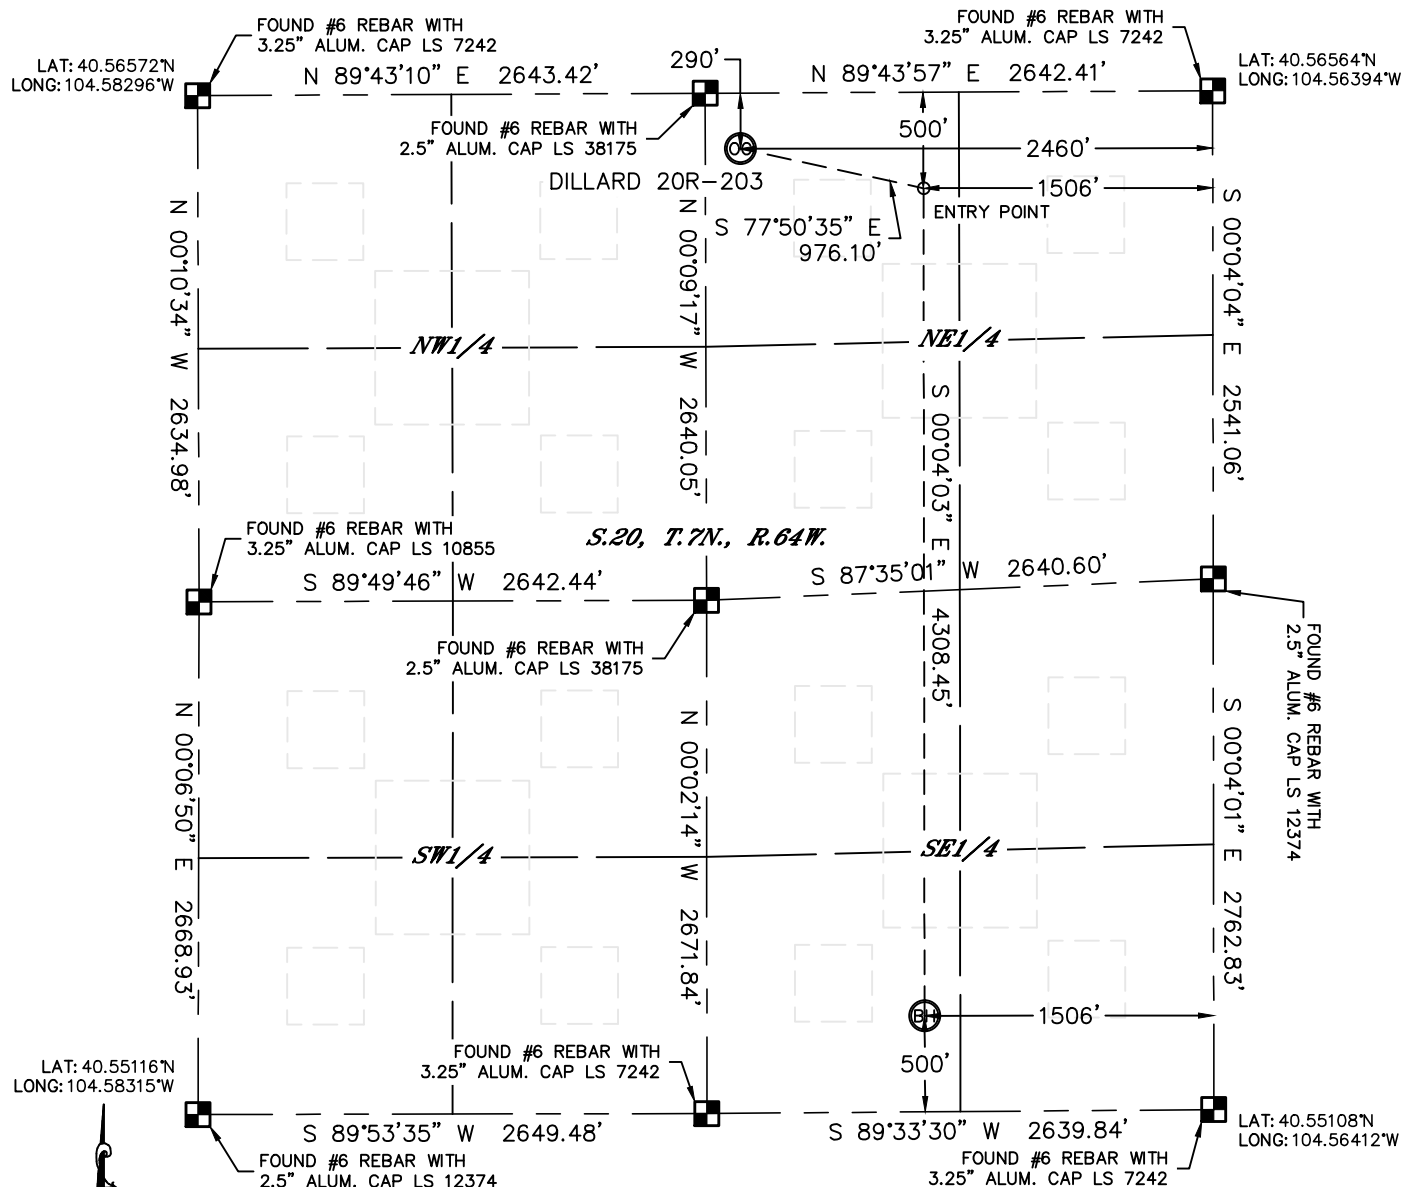 FOUND #6 REBAR WITH
3.25" ALUM. CAP LS 7242
FOUND #6 REBAR WITH
3.25" ALUM. CAP LS 7242
LAT: 40.56572°N
LONG: 104.58296°W
N 89°43'10" E 2643.42'
290'
N 89°43'57" E 2642.41'
LAT: 40.56564°N
LONG: 104.56394°W
FOUND #6 REBAR WITH
2.5" ALUM. CAP LS 38175
500'
OG
2460'
DILLARD 20R-203
1506'
ENTRY POINT
S 77°50'35" E
976.10'
N 00°10'34" W 2634.98'
N 00°09'17" W 2640.05'
S 00°04'04" E 2541.06'
NW1/4
NE1/4
S 00°04'03" E 4308.45'
FOUND #6 REBAR WITH
3.25" ALUM. CAP LS 10855
S.20, T.7N., R.64W.
S 89°49'46" W 2642.44'
S 87°35'01" W 2640.60'
FOUND #6 REBAR WITH
2.5" ALUM. CAP LS 38175
FOUND #6 REBAR WITH
2.5" ALUM. CAP LS 12374
N 00°06'50" E 2668.93'
N 00°02'14" W 2671.84'
S 00°04'01" E 2762.83'
SW1/4
SE1/4
BH
1506'
500'
FOUND #6 REBAR WITH
3.25" ALUM. CAP LS 7242
LAT: 40.55116°N
LONG: 104.58315°W
S 89°53'35" W 2649.48'
S 89°33'30" W 2639.84'
LAT: 40.55108°N
LONG: 104.56412°W
FOUND #6 REBAR WITH
2.5" ALUM. CAP LS 12374
FOUND #6 REBAR WITH
3.25" ALUM. CAP LS 7242